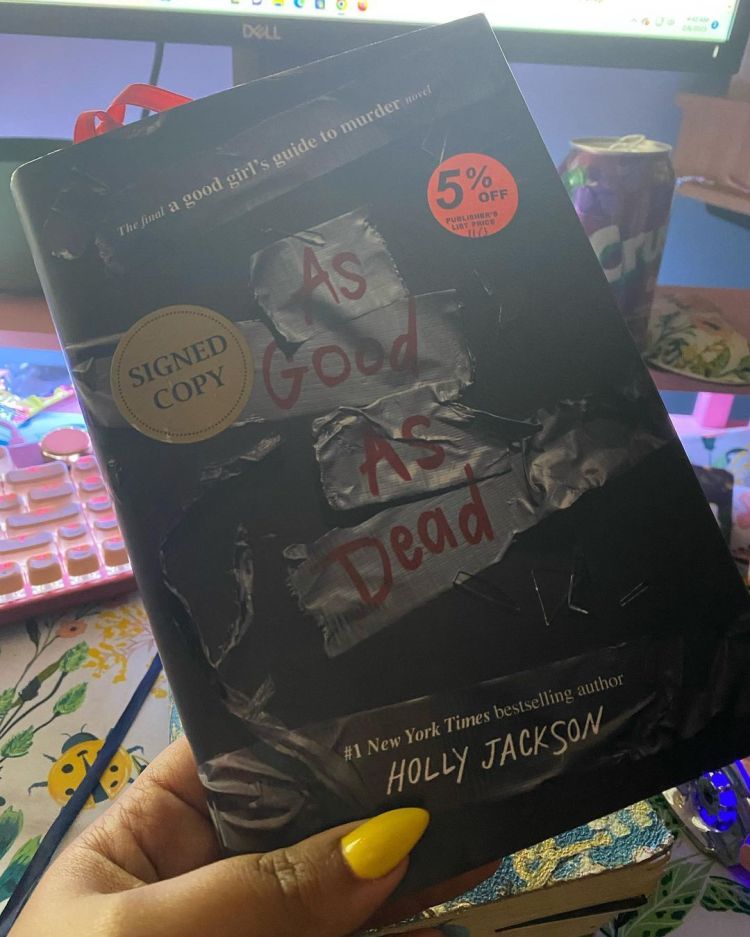 DELL
The final a good girl's guide to murder novel
5% OFF
PUBLISHER'S
LIST PRICE
As
Good
As
Dead
SIGNED
COPY
#1 New York Times bestselling author
HOLLY JACKSON
Cru